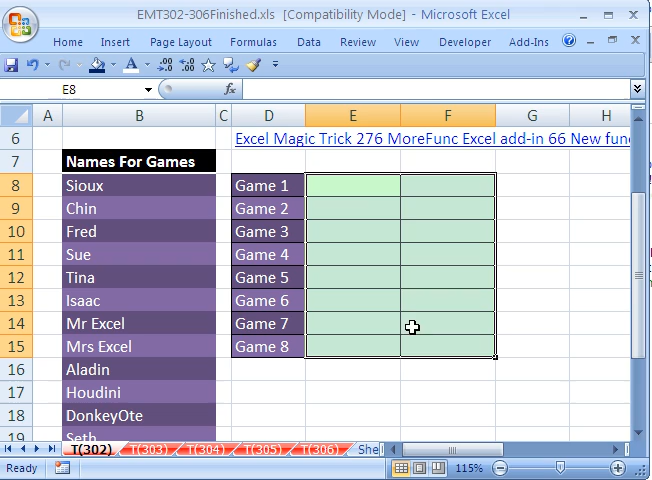 EMT302-306Finished.xls [Compatibility Mode] - Microsoft Excel
Home Insert Page Layout Formulas Data Review View Developer Add-Ins
E8 fx
A B C D E F G H
6 Excel Magic Trick 276 MoreFunc Excel add-in 66 New func
7 Names For Games
8 Sioux Game 1
9 Chin Game 2
10 Fred Game 3
11 Sue Game 4
12 Tina Game 5
13 Isaac Game 6
14 Mr Excel Game 7
15 Mrs Excel Game 8
16 Aladin
17 Houdini
18 DonkeyOte
19 Seth
T(302) T(303) T(304) T(305) T(306) She
Ready 115%